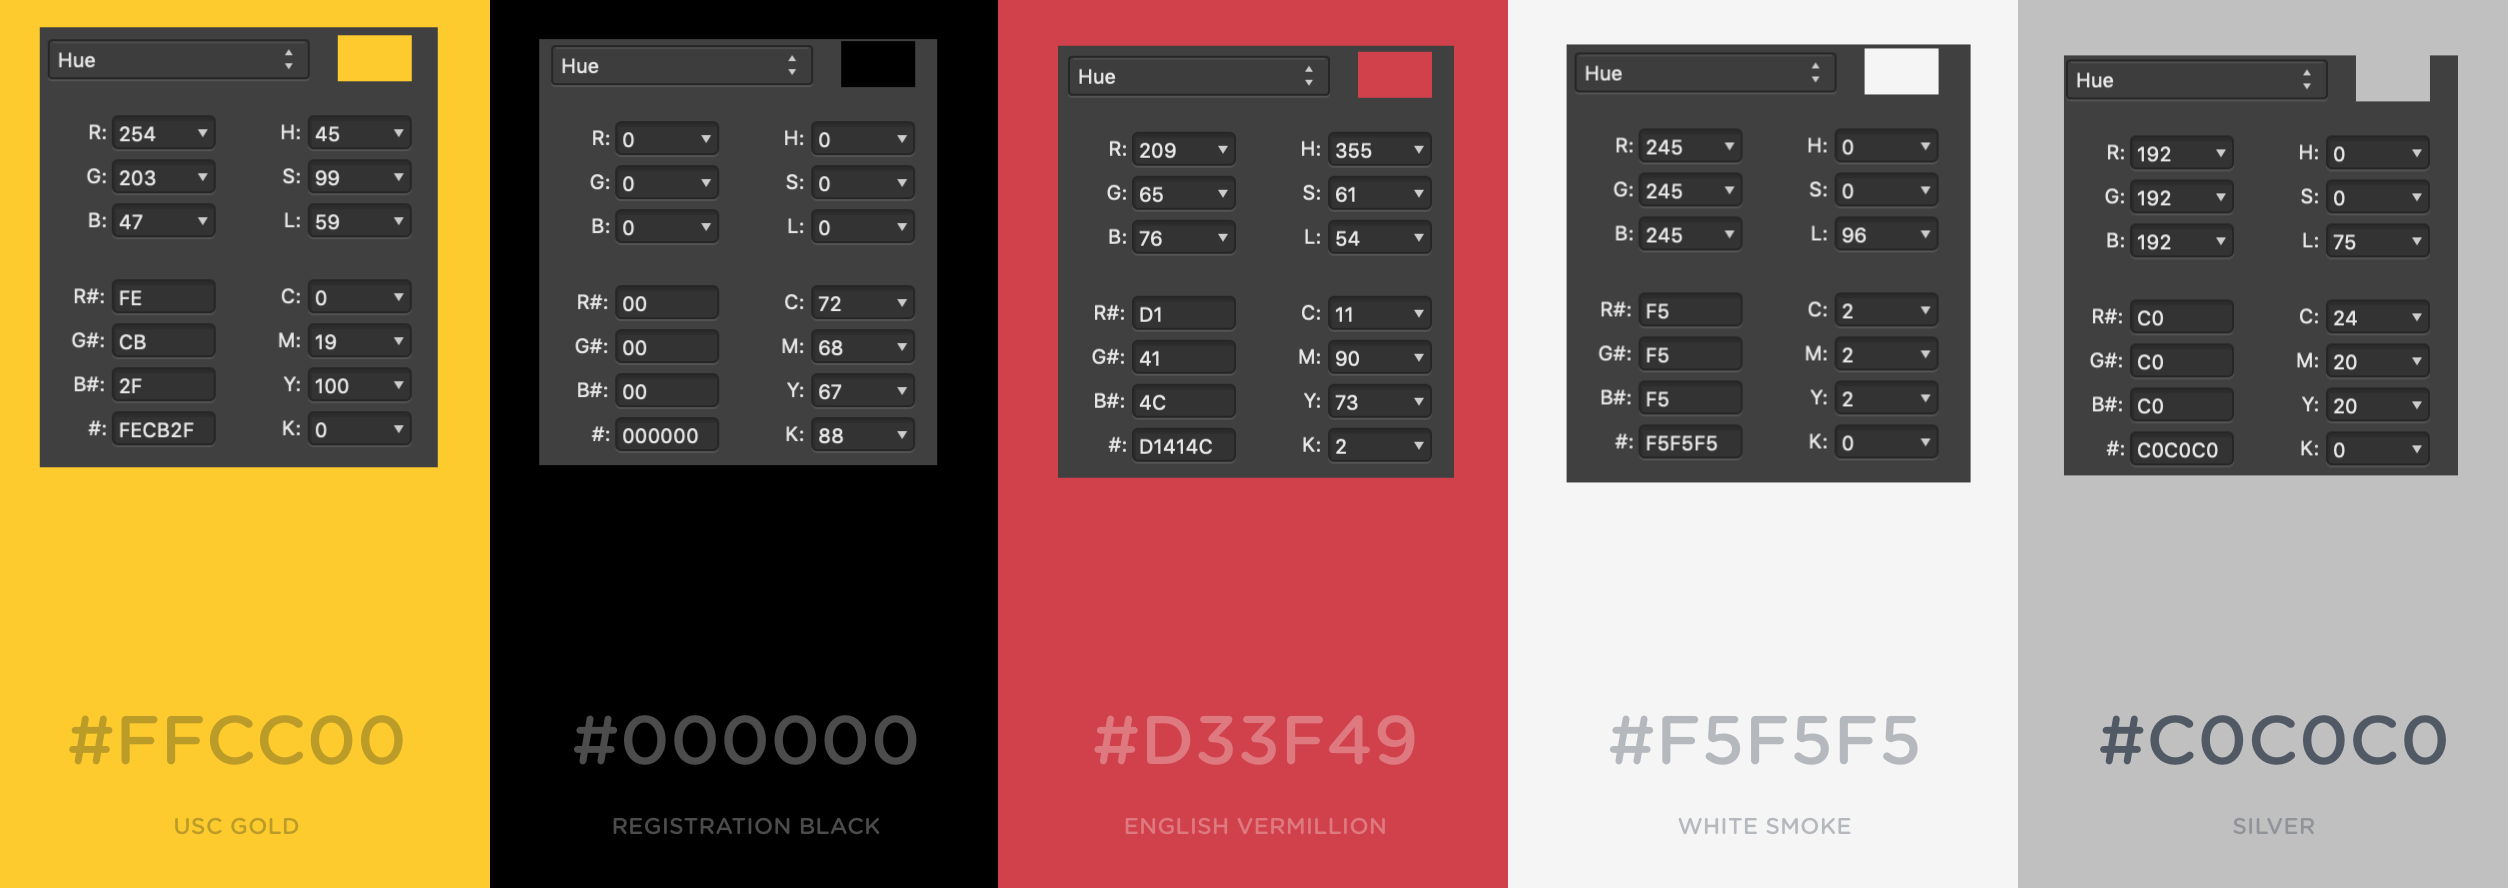 Hue
R: 254 H: 45
G: 203 S: 99
B: 47 L: 59
R#: FE C: 0
G#: CB M: 19
B#: 2F Y: 100
#: FECB2F K: 0
#FFCC00
USC GOLD
Hue
R: 0 H: 0
G: 0 S: 0
B: 0 L: 0
R#: 00 C: 72
G#: 00 M: 68
B#: 00 Y: 67
#: 000000 K: 88
#000000
REGISTRATION BLACK
Hue
R: 209 H: 355
G: 65 S: 61
B: 76 L: 54
R#: D1 C: 11
G#: 41 M: 90
B#: 4C Y: 73
#: D1414C K: 2
#D33F49
ENGLISH VERMILLION
Hue
R: 245 H: 0
G: 245 S: 0
B: 245 L: 96
R#: F5 C: 2
G#: F5 M: 2
B#: F5 Y: 2
#: F5F5F5 K: 0
#F5F5F5
WHITE SMOKE
Hue
R: 192 H: 0
G: 192 S: 0
B: 192 L: 75
R#: C0 C: 24
G#: C0 M: 20
B#: C0 Y: 20
#: C0C0C0 K: 0
#C0C0C0
SILVER